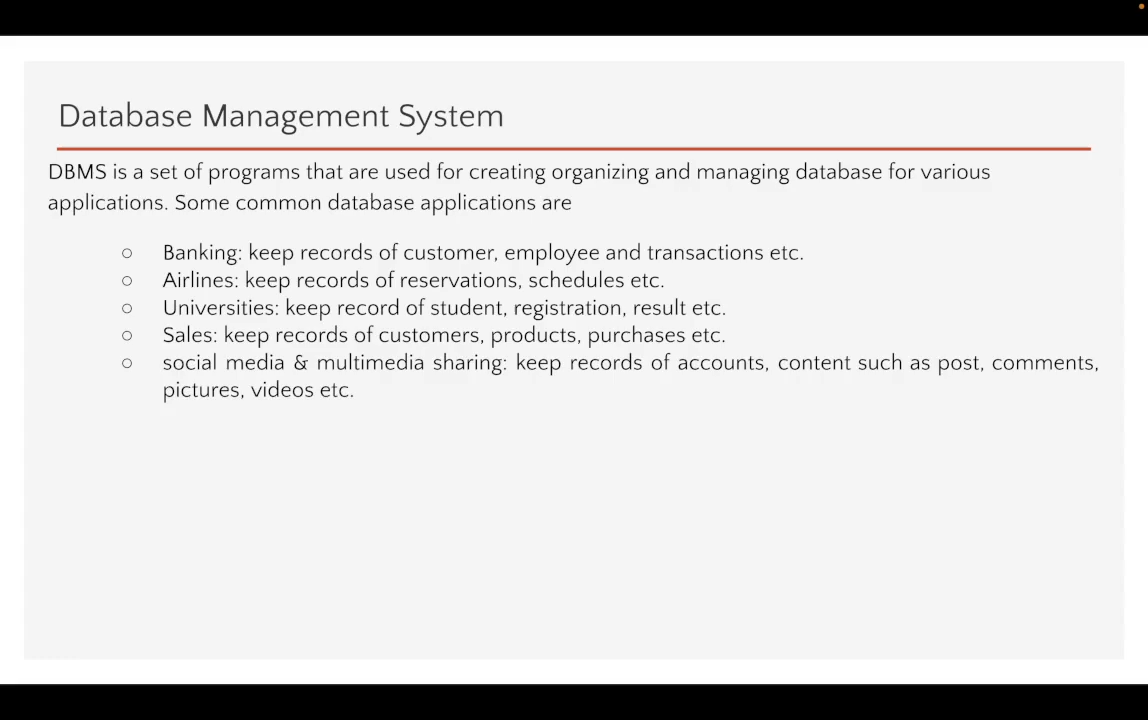 Database Management System
DBMS is a set of programs that are used for creating organizing and managing database for various
applications. Some common database applications are
○ Banking: keep records of customer, employee and transactions etc.
○ Airlines: keep records of reservations, schedules etc.
○ Universities: keep record of student, registration, result etc.
○ Sales: keep records of customers, products, purchases etc.
○ social media & multimedia sharing: keep records of accounts, content such as post, comments,
pictures, videos etc.